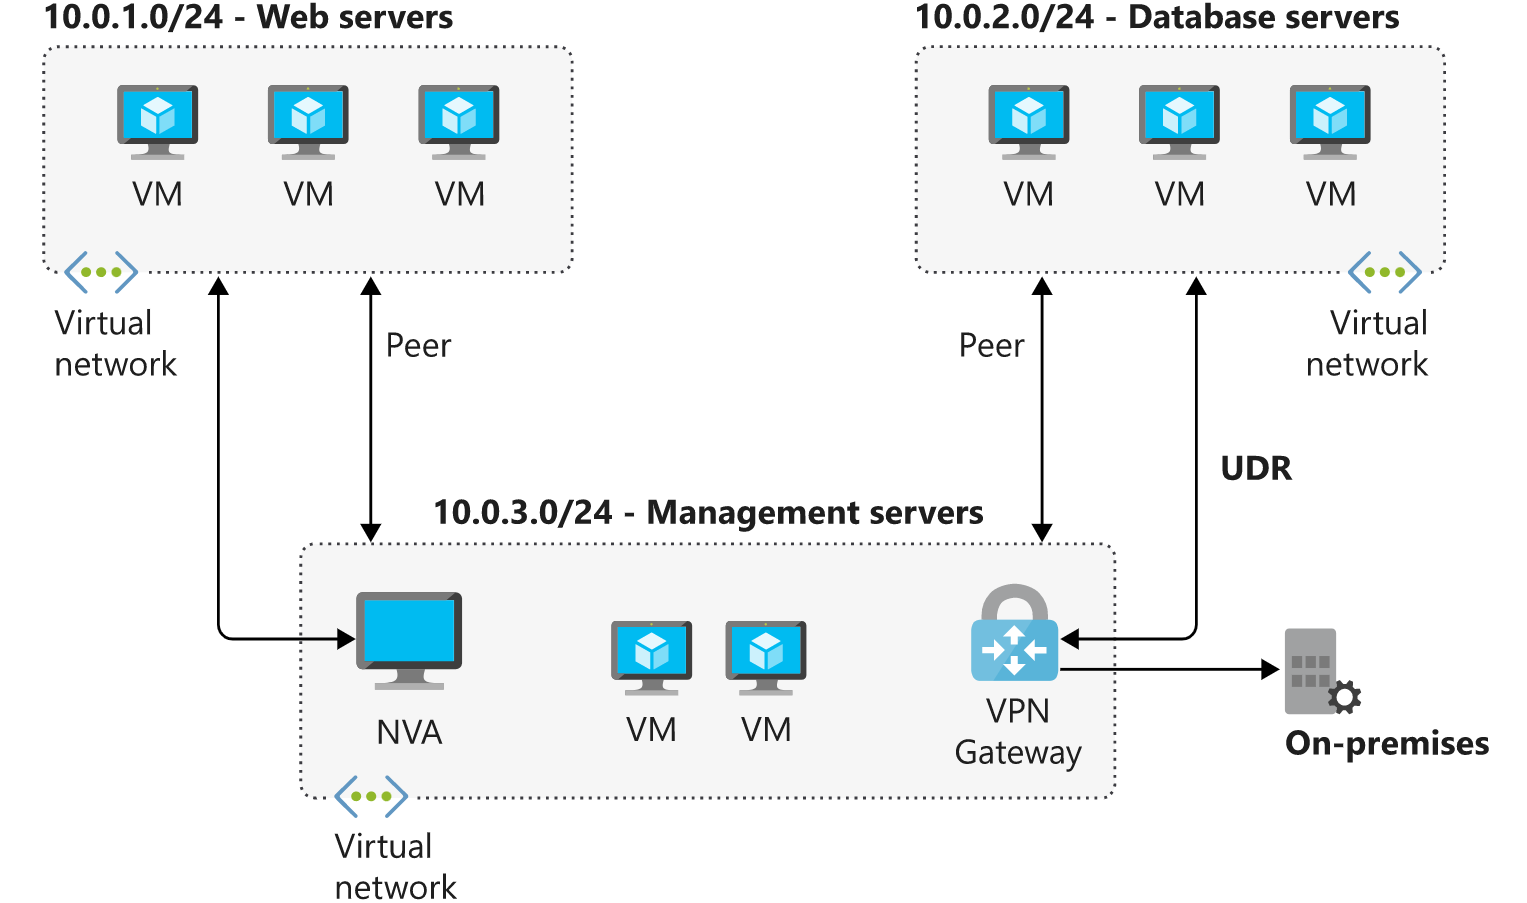 10.0.1.0/24 - Web servers
10.0.2.0/24 - Database servers
VM
VM
VM
VM
VM
VM
Virtual
network
Virtual
network
Peer
Peer
UDR
10.0.3.0/24 - Management servers
NVA
VM
VM
VPN
Gateway
On-premises
Virtual
network